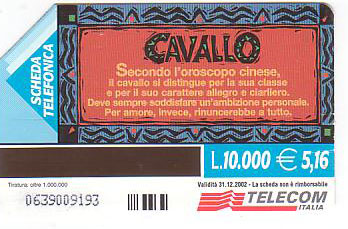 SCHEDA
TELEFONICA
CAVALLO
Secondo l'oroscopo cinese,
il cavallo si distingue per la sua classe
e per il suo carattere allegro e ciarliero.
Deve sempre soddisfare un'ambizione personale.
Per amore, invece, rinuncerebbe a tutto.
L.10.000 € 5,16
Tiratura: oltre 1.000.000
Validità 31.12.2002 - La scheda non è rimborsabile
0639009193
TELECOM
ITALIA